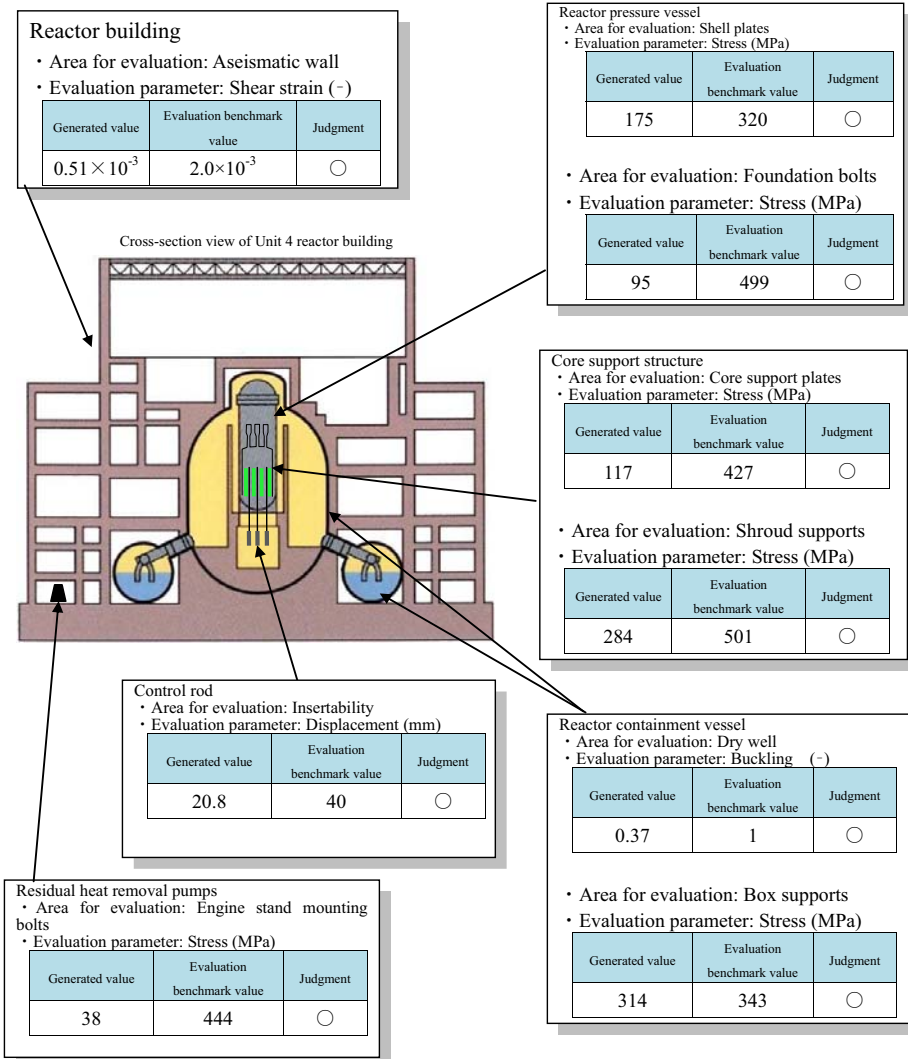 Reactor building
・Area for evaluation: Aseismatic wall
・Evaluation parameter: Shear strain (-)
Generated value
Evaluation benchmark
value
Judgment
0.51×10-3
2.0×10-3
○
Cross-section view of Unit 4 reactor building
Reactor pressure vessel
・Area for evaluation: Shell plates
・Evaluation parameter: Stress (MPa)
Generated value
Evaluation
benchmark value
Judgment
175
320
○
・Area for evaluation: Foundation bolts
・Evaluation parameter: Stress (MPa)
Generated value
Evaluation
benchmark value
Judgment
95
499
○
Core support structure
・Area for evaluation: Core support plates
・Evaluation parameter: Stress (MPa)
Generated value
Evaluation
benchmark value
Judgment
117
427
○
・Area for evaluation: Shroud supports
・Evaluation parameter: Stress (MPa)
Generated value
Evaluation
benchmark value
Judgment
284
501
○
Control rod
・Area for evaluation: Insertability
・Evaluation parameter: Displacement (mm)
Generated value
Evaluation
benchmark value
Judgment
20.8
40
○
Reactor containment vessel
・Area for evaluation: Dry well
・Evaluation parameter: Buckling (-)
Generated value
Evaluation
benchmark value
Judgment
0.37
1
○
・Area for evaluation: Box supports
・Evaluation parameter: Stress (MPa)
Generated value
Evaluation
benchmark value
Judgment
314
343
○
Residual heat removal pumps
・Area for evaluation: Engine stand mounting
bolts
・Evaluation parameter: Stress (MPa)
Generated value
Evaluation
benchmark value
Judgment
38
444
○